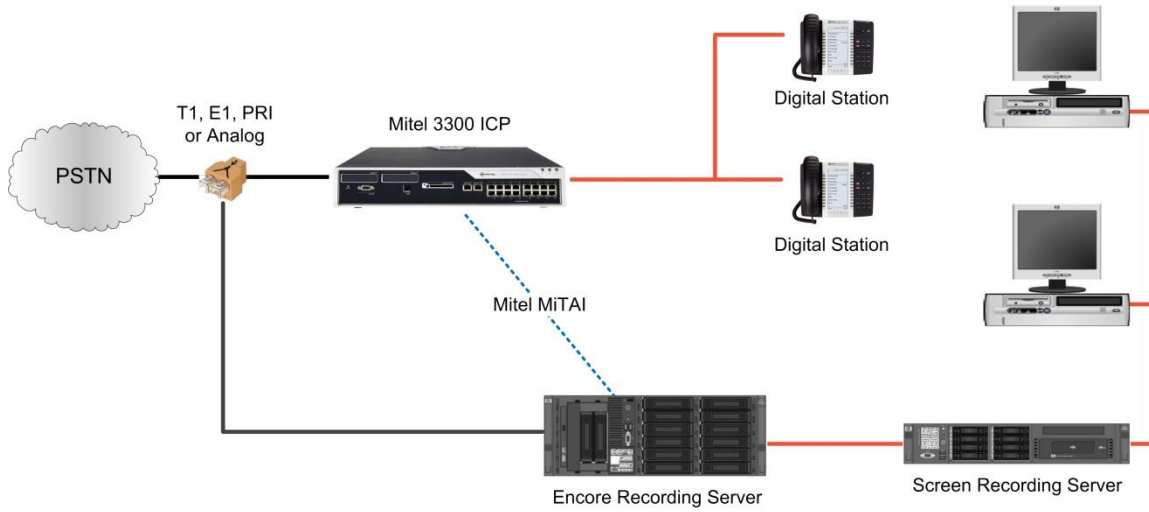 T1, E1, PRI
or Analog
Mitel 3300 ICP
Digital Station
PSTN
Digital Station
Mitel MiTAI
Encore Recording Server
Screen Recording Server